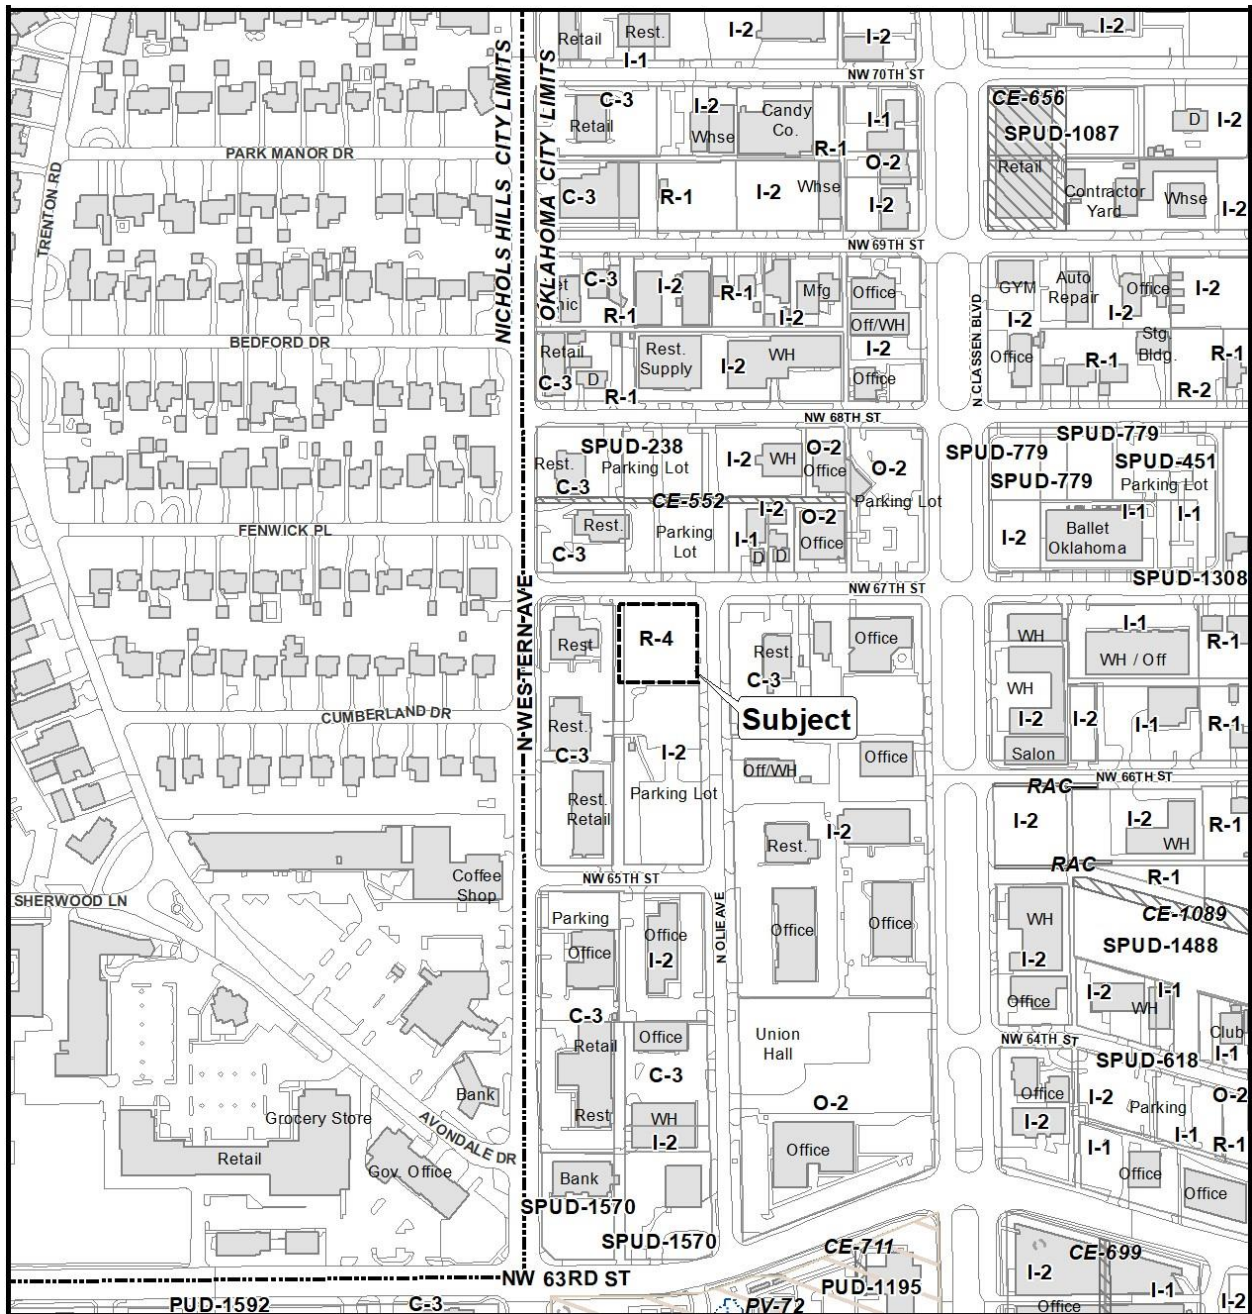 Retail
Rest.
I-2
I-2
I-2
I-1
NW 70TH ST
C-3
Retail
I-2
Whse
Candy
Co.
R-1
I-1
O-2
CE-656
SPUD-1087
Retail
D
I-2
C-3
R-1
I-2
Whse
I-2
Contractor
Yard
Whse
I-2
PARK MANOR DR
TRENTON RD
NICHOLS HILLS CITY LIMITS
OKLAHOMA CITY LIMITS
NW 69TH ST
C-3
et
nic
R-1
I-2
R-1
I-2
Mfg
Office
Off/WH
I-2
GYM
I-2
Auto
Repair
Office
I-2
I-2
BEDFORD DR
Retail
C-3
D
R-1
Rest.
Supply
I-2
WH
Office
N CLASSEN BLVD
Office
R-1
Stg.
Bldg.
R-1
R-2
NW 68TH ST
SPUD-238
Rest.
Parking Lot
C-3
I-2
WH
O-2
Office
O-2
Parking Lot
SPUD-779
SPUD-779
SPUD-779
SPUD-451
Parking Lot
CE-552
FENWICK PL
Rest.
C-3
Parking
Lot
I-2
I-1
D
D
O-2
Office
I-2
Ballet
Oklahoma
I-1
I-1
SPUD-1308
NW 67TH ST
Rest
R-4
Rest.
C-3
Office
WH
I-1
WH / Off
R-1
Subject
N WESTERN AVE
CUMBERLAND DR
Rest.
C-3
I-2
Parking Lot
Rest.
Retail
Off/WH
Office
WH
I-2
Salon
I-2
I-1
R-1
NW 66TH ST
RAC
I-2
I-2
WH
R-1
RAC
Rest.
I-2
NW 65TH ST
Coffee
Shop
SHERWOOD LN
Parking
Office
Office
I-2
N OLIE AVE
Office
Office
WH
I-2
Office
R-1
CE-1089
SPUD-1488
I-2
WH
I-1
Club
I-1
C-3
Retail
Rest
Office
C-3
WH
I-2
Union
Hall
O-2
Office
NW 64TH ST
SPUD-618
Office
I-2
I-2
Parking
I-1
O-2
R-1
I-1
Office
Office
Bank
AVONDALE DR
Grocery Store
Retail
Gov. Office
Bank
SPUD-1570
SPUD-1570
NW 63RD ST
CE-711
PUD-1195
PV-72
CE-699
I-2
I-1
Office
I-2
PUD-1592
C-3